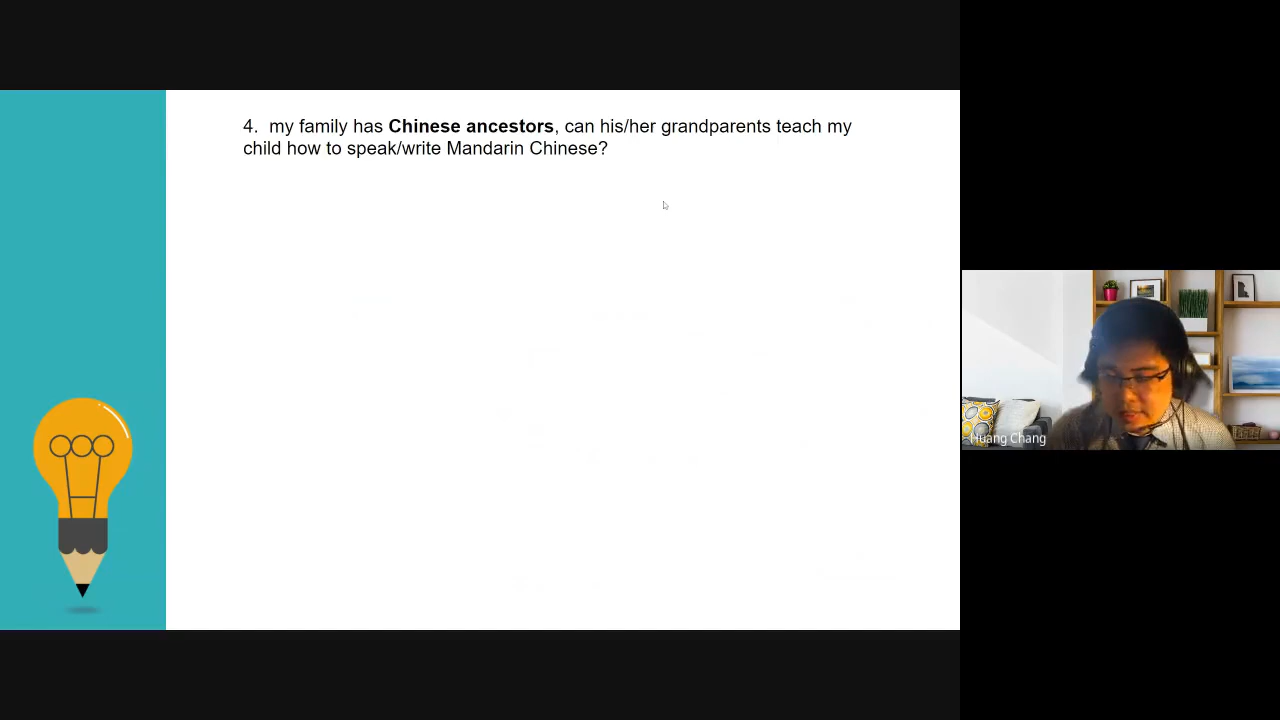 4. my family has Chinese ancestors, can his/her grandparents teach my
child how to speak/write Mandarin Chinese?
Huang Chang